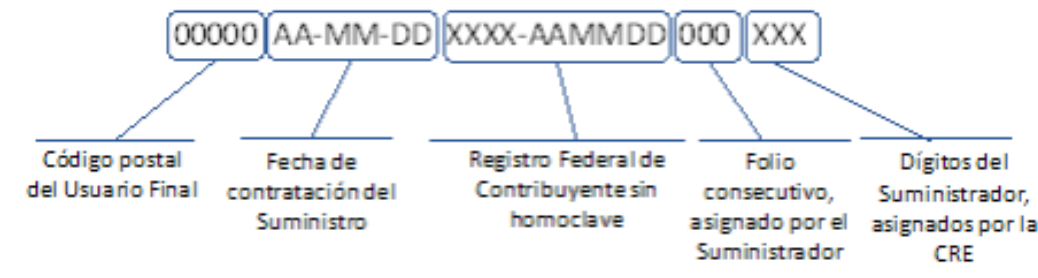 00000 AA-MM-DD XXXX-AAMMDD 000 XXX
Código postal
del Usuario Final
Fecha de
contratación del
Suministro
Registro Federal de
Contribuyente sin
homoclave
Folio
consecutivo,
asignado por el
Suministrador
Dígitos del
Suministrador,
asignados por la
CRE